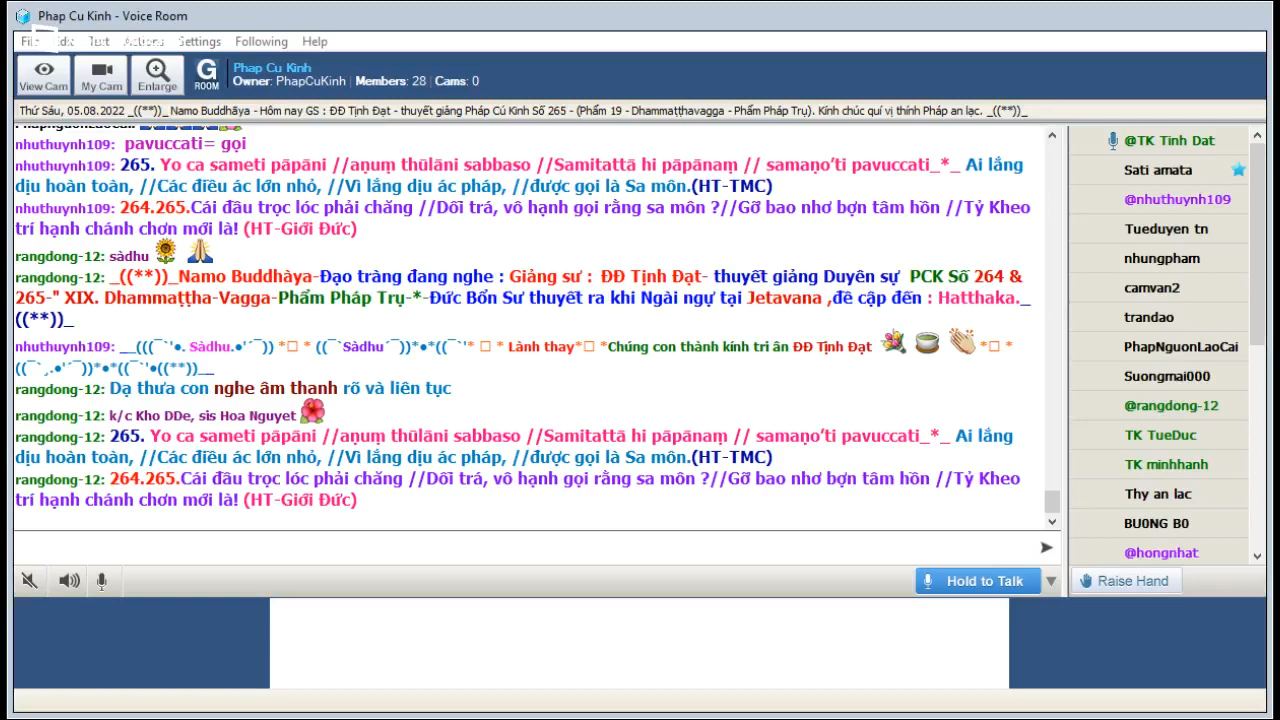 Phap Cu Kinh - Voice Room
Settings Following Help
View Cam My Cam Enlarge G ROOM
Phap Cu Kinh
Owner: PhapCuKinh | Members: 28 | Cams: 0
Thứ Sáu, 05.08.2022 _((**))_Namo Buddhāya - Hôm nay GS : ĐĐ Tịnh Đạt - thuyết giảng Pháp Cú Kinh Số 265 - (Phẩm 19 - Dhammaṭṭhavagga - Phẩm Pháp Trụ). Kính chúc quí vị thính Pháp an lạc. _((**))_
nhuthuynh109: pavuccati= gọi
nhuthuynh109: 265. Yo ca sameti pāpāni //aṇuṃ thūlāni sabbaso //Samitattā hi pāpānaṃ // samaṇo’ti pavuccati_*_ Ai lắng
dịu hoàn toàn, //Các điều ác lớn nhỏ, //Vì lắng dịu ác pháp, //được gọi là Sa môn.(HT-TMC)
nhuthuynh109: 264.265.Cái đầu trọc lóc phải chăng //Dối trá, vô hạnh gọi rằng sa môn ?//Gỡ bao nhơ bợn tâm hồn //Tỷ Kheo
trí hạnh chánh chơn mới là! (HT-Giới Đức)
rangdong-12: sàdhu
rangdong-12: _((**))_Namo Buddhàya-Đạo tràng đang nghe : Giảng sư : ĐĐ Tịnh Đạt- thuyết giảng Duyên sự PCK Số 264 &
265-" XIX. Dhammaṭṭha-Vagga-Phẩm Pháp Trụ-*-Đức Bổn Sư thuyết ra khi Ngài ngự tại Jetavana ,đề cập đến : Hatthaka._
((**))_
nhuthuynh109: __(((¯`'•. Sàdhu.•'´¯)) *□ * ((¯`Sàdhu´¯))*•*((¯`'* □ * Lành thay*□ *Chúng con thành kính tri ân ĐĐ Tịnh Đạt *□ *
((¯`¸.•'´¯))*•*((¯`'•((**))__
rangdong-12: Dạ thưa con nghe âm thanh rõ và liên tục
rangdong-12: k/c Kho DDe, sis Hoa Nguyet
rangdong-12: 265. Yo ca sameti pāpāni //aṇuṃ thūlāni sabbaso //Samitattā hi pāpānaṃ // samaṇo’ti pavuccati_*_ Ai lắng
dịu hoàn toàn, //Các điều ác lớn nhỏ, //Vì lắng dịu ác pháp, //được gọi là Sa môn.(HT-TMC)
rangdong-12: 264.265.Cái đầu trọc lóc phải chăng //Dối trá, vô hạnh gọi rằng sa môn ?//Gỡ bao nhơ bợn tâm hồn //Tỷ Kheo
trí hạnh chánh chơn mới là! (HT-Giới Đức)
@TK Tinh Dat
Sati amata
@nhuthuynh109
Tueduyen tn
nhungpham
camvan2
trandao
PhapNguonLaoCai
Suongmai000
@rangdong-12
TK TueDuc
TK minhhanh
Thy an lac
BU0NG B0
@hongnhat
Hold to Talk
Raise Hand